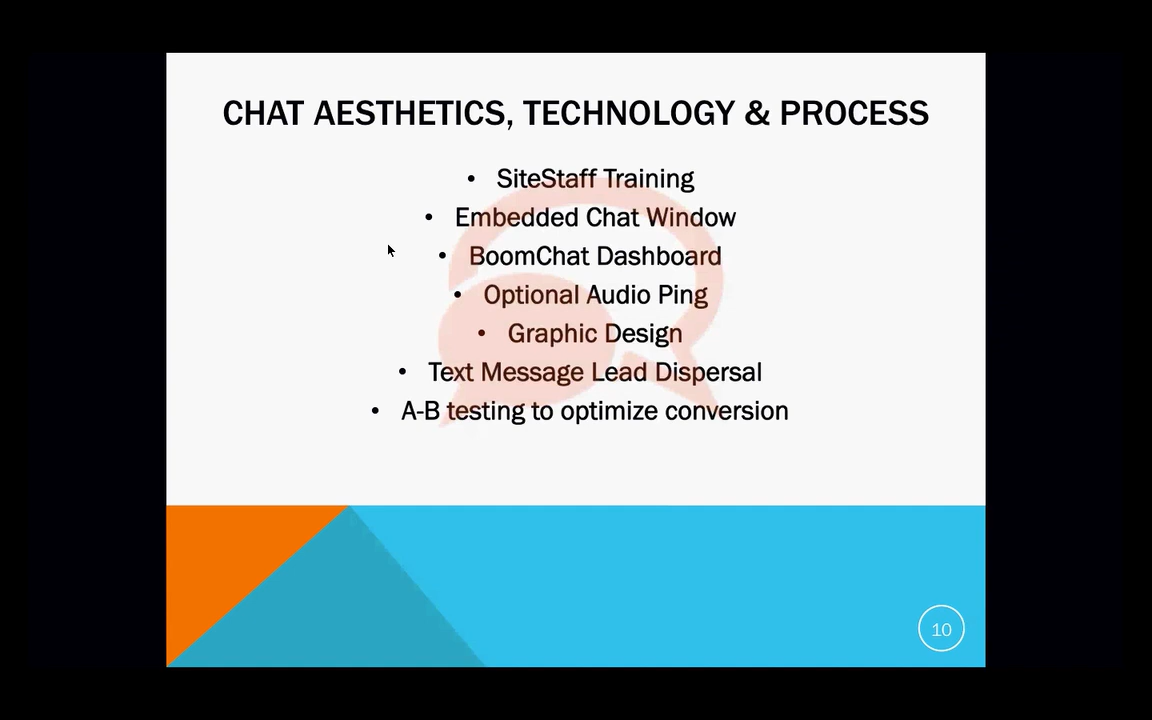 CHAT AESTHETICS, TECHNOLOGY & PROCESS
• SiteStaff Training
• Embedded Chat Window
• BoomChat Dashboard
• Optional Audio Ping
• Graphic Design
• Text Message Lead Dispersal
• A-B testing to optimize conversion
10